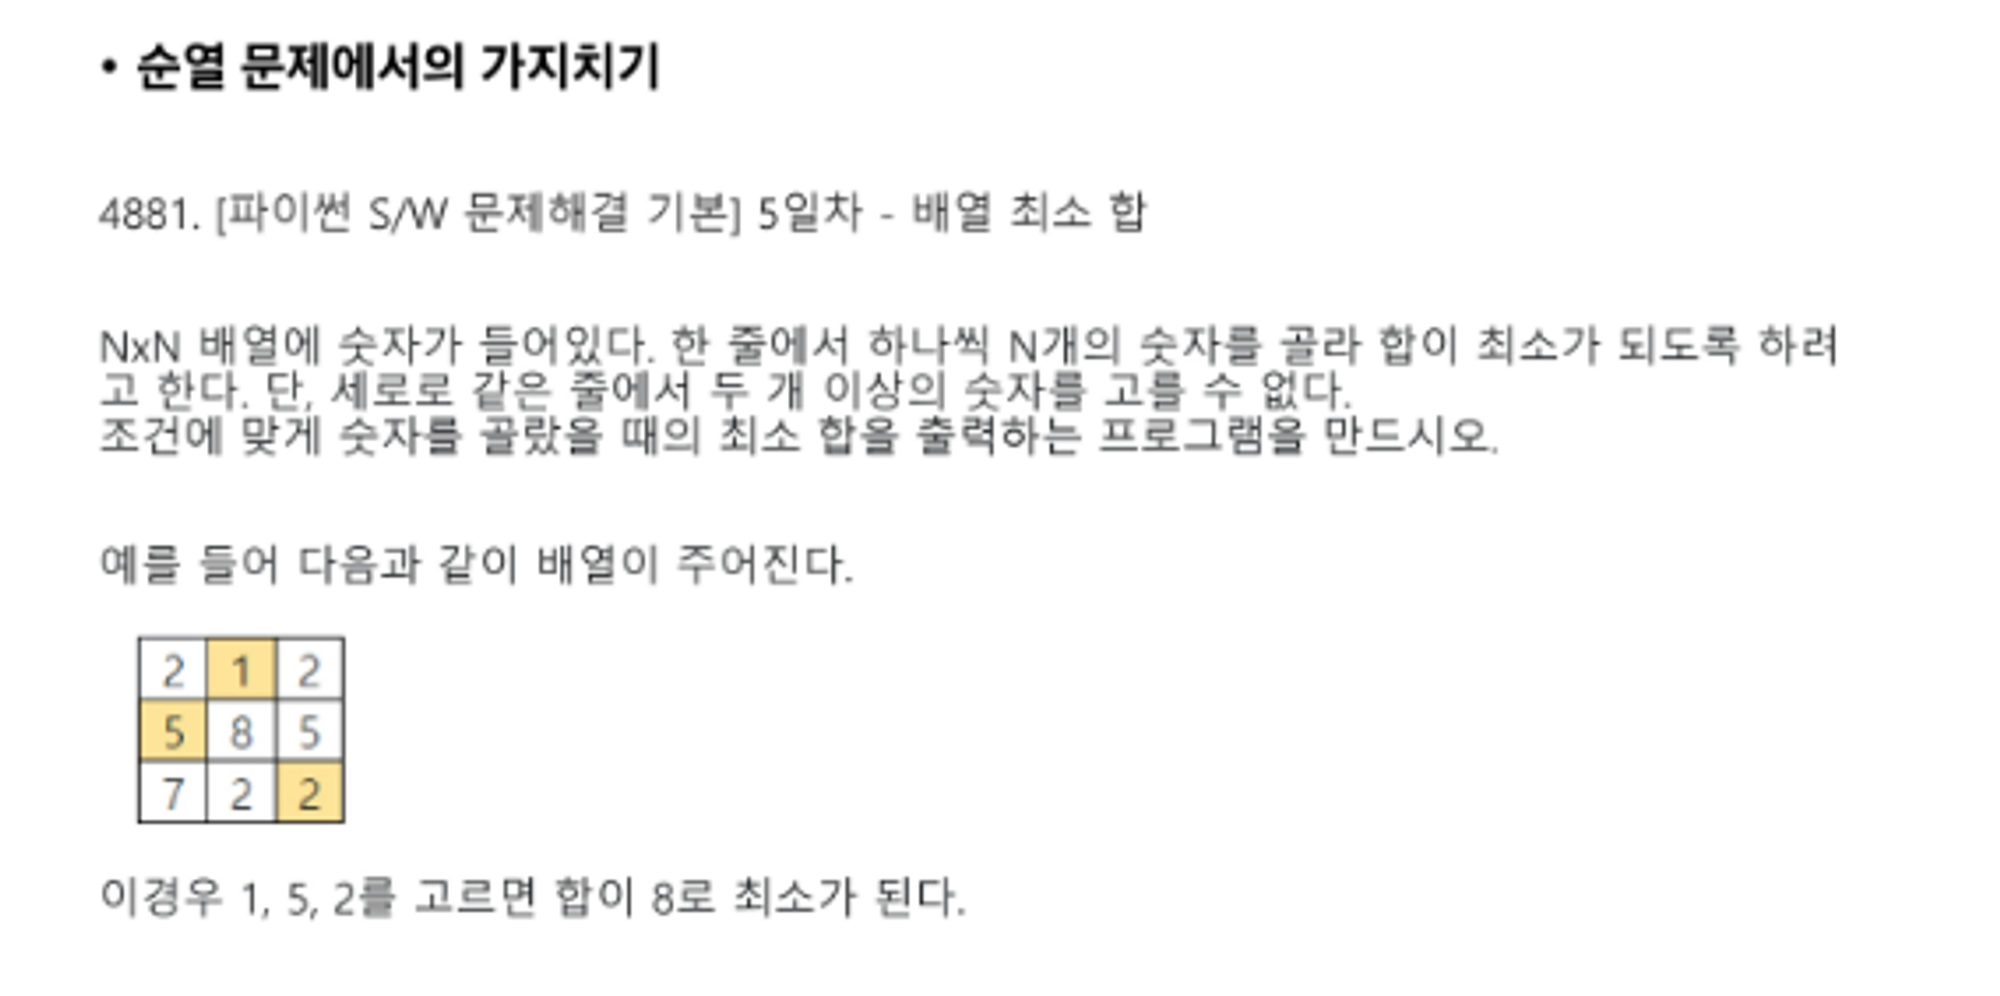 • 순열 문제에서의 가지치기
4881. [파이썬 S/W 문제해결 기본] 5일차 - 배열 최소 합
NxN 배열에 숫자가 들어있다. 한 줄에서 하나씩 N개의 숫자를 골라 합이 최소가 되도록 하려
고 한다. 단, 세로로 같은 줄에서 두 개 이상의 숫자를 고를 수 없다.
조건에 맞게 숫자를 골랐을 때의 최소 합을 출력하는 프로그램을 만드시오.
예를 들어 다음과 같이 배열이 주어진다.
2 1 2
5 8 5
7 2 2
이경우 1, 5, 2를 고르면 합이 8로 최소가 된다.